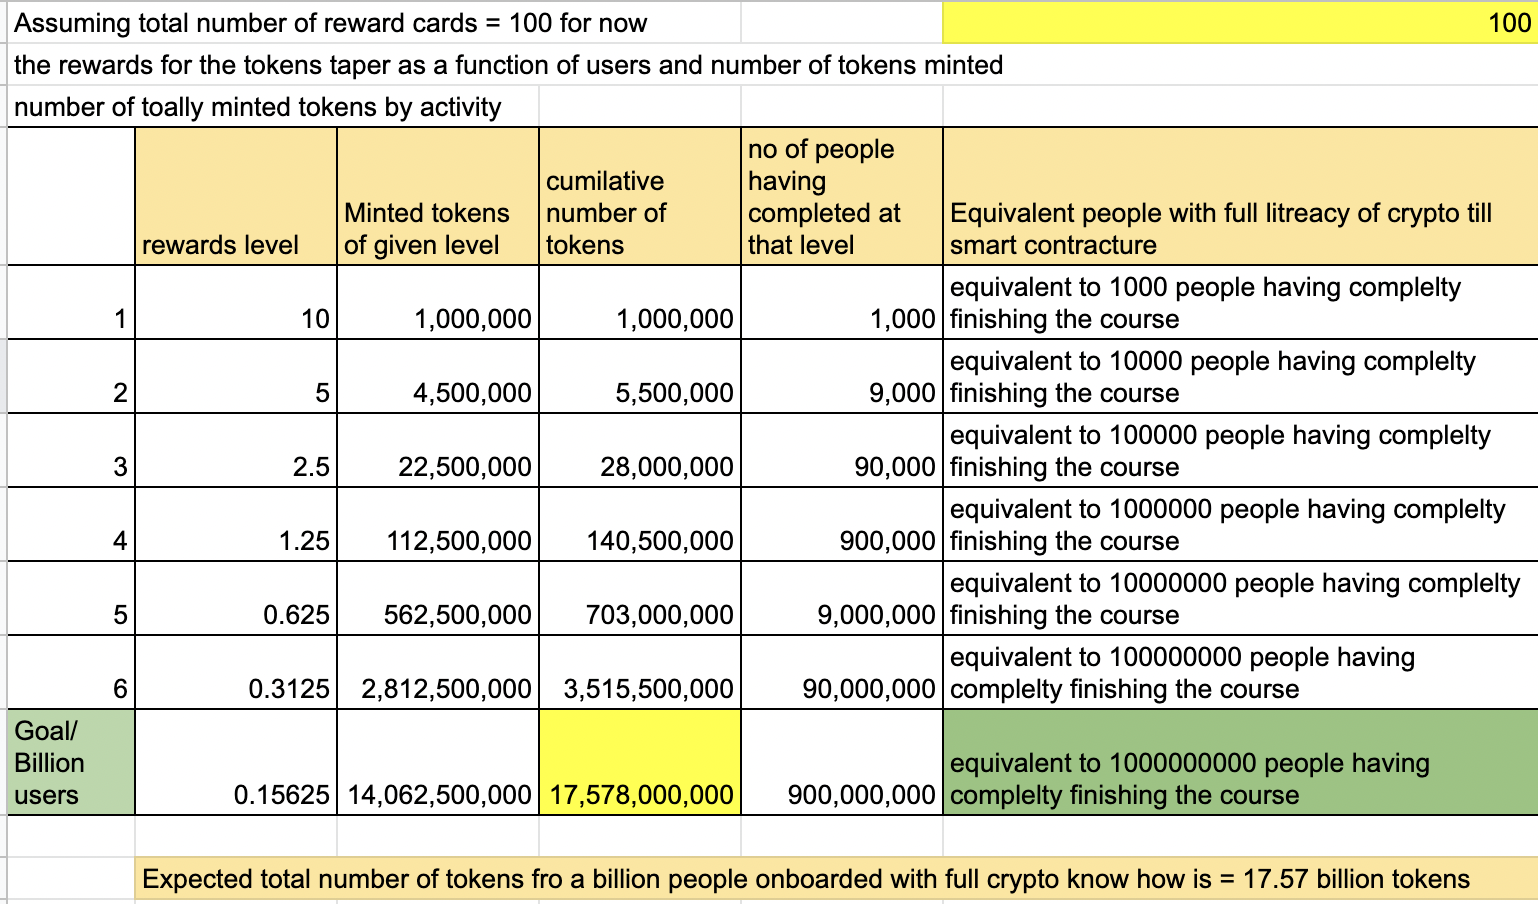 Assuming total number of reward cards = 100 for now 100
the rewards for the tokens taper as a function of users and number of tokens minted
number of toally minted tokens by activity
rewards level
Minted tokens
of given level
cumilative
number of
tokens
no of people
having
completed at
that level
Equivalent people with full litreacy of crypto till
smart contracture
1 10 1,000,000 1,000,000 1,000
equivalent to 1000 people having complelty
finishing the course
2 5 4,500,000 5,500,000 9,000
equivalent to 10000 people having complelty
finishing the course
3 2.5 22,500,000 28,000,000 90,000
equivalent to 100000 people having complelty
finishing the course
4 1.25 112,500,000 140,500,000 900,000
equivalent to 1000000 people having complelty
finishing the course
5 0.625 562,500,000 703,000,000 9,000,000
equivalent to 10000000 people having complelty
finishing the course
6 0.3125 2,812,500,000 3,515,500,000 90,000,000
equivalent to 100000000 people having
complelty finishing the course
Goal/
Billion
users
0.15625 14,062,500,000 17,578,000,000 900,000,000
equivalent to 1000000000 people having
complelty finishing the course
Expected total number of tokens fro a billion people onboarded with full crypto know how is = 17.57 billion tokens